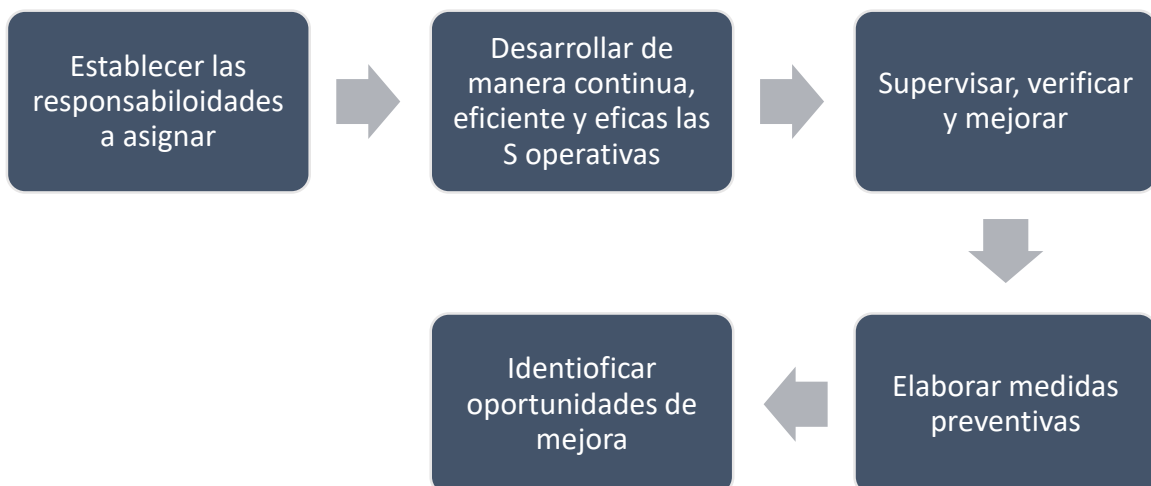 Establecer las
responsabiloidades
a asignar
Desarrollar de
manera continua,
eficiente y eficas las
S operativas
Supervisar, verificar
y mejorar
Elaborar medidas
preventivas
Identioficar
oportunidades de
mejora